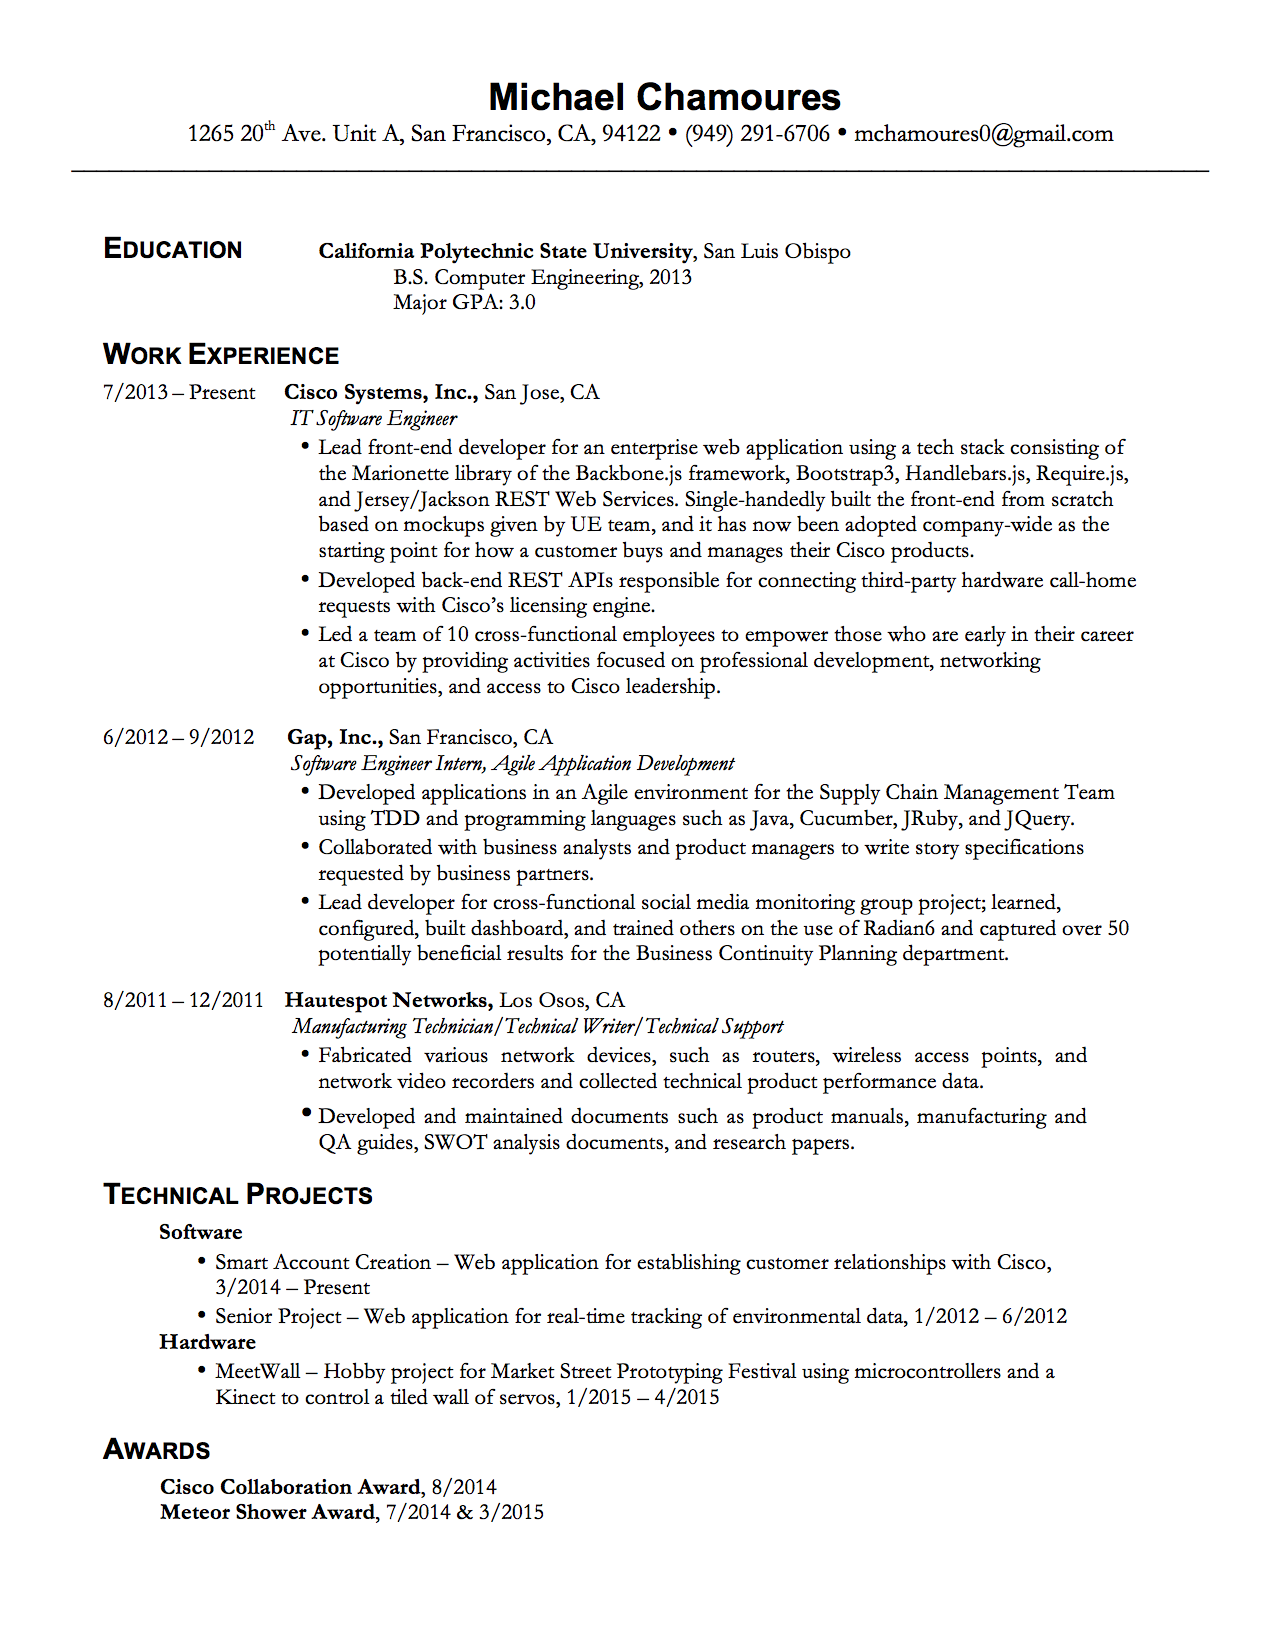 Michael Chamoures
1265 20th Ave. Unit A, San Francisco, CA, 94122 • (949) 291-6706 • mchamoures0@gmail.com
EDUCATION California Polytechnic State University, San Luis Obispo
B.S. Computer Engineering, 2013
Major GPA: 3.0
WORK EXPERIENCE
7/2013 – Present Cisco Systems, Inc., San Jose, CA
IT Software Engineer
• Lead front-end developer for an enterprise web application using a tech stack consisting of
the Marionette library of the Backbone.js framework, Bootstrap3, Handlebars.js, Require.js,
and Jersey/Jackson REST Web Services. Single-handedly built the front-end from scratch
based on mockups given by UE team, and it has now been adopted company-wide as the
starting point for how a customer buys and manages their Cisco products.
• Developed back-end REST APIs responsible for connecting third-party hardware call-home
requests with Cisco’s licensing engine.
• Led a team of 10 cross-functional employees to empower those who are early in their career
at Cisco by providing activities focused on professional development, networking
opportunities, and access to Cisco leadership.
6/2012 – 9/2012 Gap, Inc., San Francisco, CA
Software Engineer Intern, Agile Application Development
• Developed applications in an Agile environment for the Supply Chain Management Team
using TDD and programming languages such as Java, Cucumber, JRuby, and JQuery.
• Collaborated with business analysts and product managers to write story specifications
requested by business partners.
• Lead developer for cross-functional social media monitoring group project; learned,
configured, built dashboard, and trained others on the use of Radian6 and captured over 50
potentially beneficial results for the Business Continuity Planning department.
8/2011 – 12/2011 Hautespot Networks, Los Osos, CA
Manufacturing Technician/Technical Writer/Technical Support
• Fabricated various network devices, such as routers, wireless access points, and
network video recorders and collected technical product performance data.
• Developed and maintained documents such as product manuals, manufacturing and
QA guides, SWOT analysis documents, and research papers.
TECHNICAL PROJECTS
Software
• Smart Account Creation – Web application for establishing customer relationships with Cisco,
3/2014 – Present
• Senior Project – Web application for real-time tracking of environmental data, 1/2012 – 6/2012
Hardware
• MeetWall – Hobby project for Market Street Prototyping Festival using microcontrollers and a
Kinect to control a tiled wall of servos, 1/2015 – 4/2015
AWARDS
Cisco Collaboration Award, 8/2014
Meteor Shower Award, 7/2014 & 3/2015